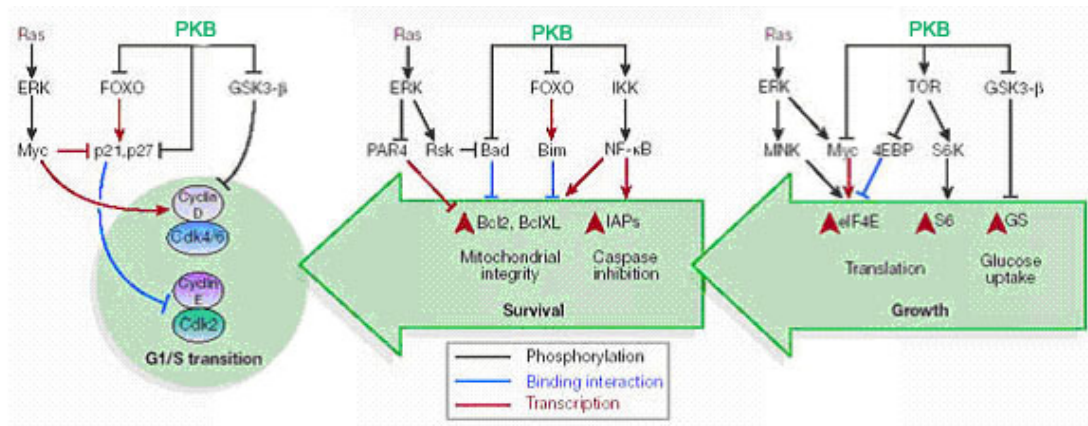 Ras
PKB
ERK
FOXO
GSK3-β
Myc
p21,p27
Cyclin
D
Cdk4/6
Cyclin
E
Cdk2
G1/S transition
Ras
PKB
ERK
FOXO
IKK
PAR4
Rsk
Bad
Bim
NF-κB
Bcl2, BclXL
IAPs
Mitochondrial
integrity
Caspase
inhibition
Survival
Ras
PKB
ERK
TOR
GSK3-β
MNK
Myc
4EBP
S6K
eIF4E
S6
GS
Translation
Glucose
uptake
Growth
Phosphorylation
Binding interaction
Transcription